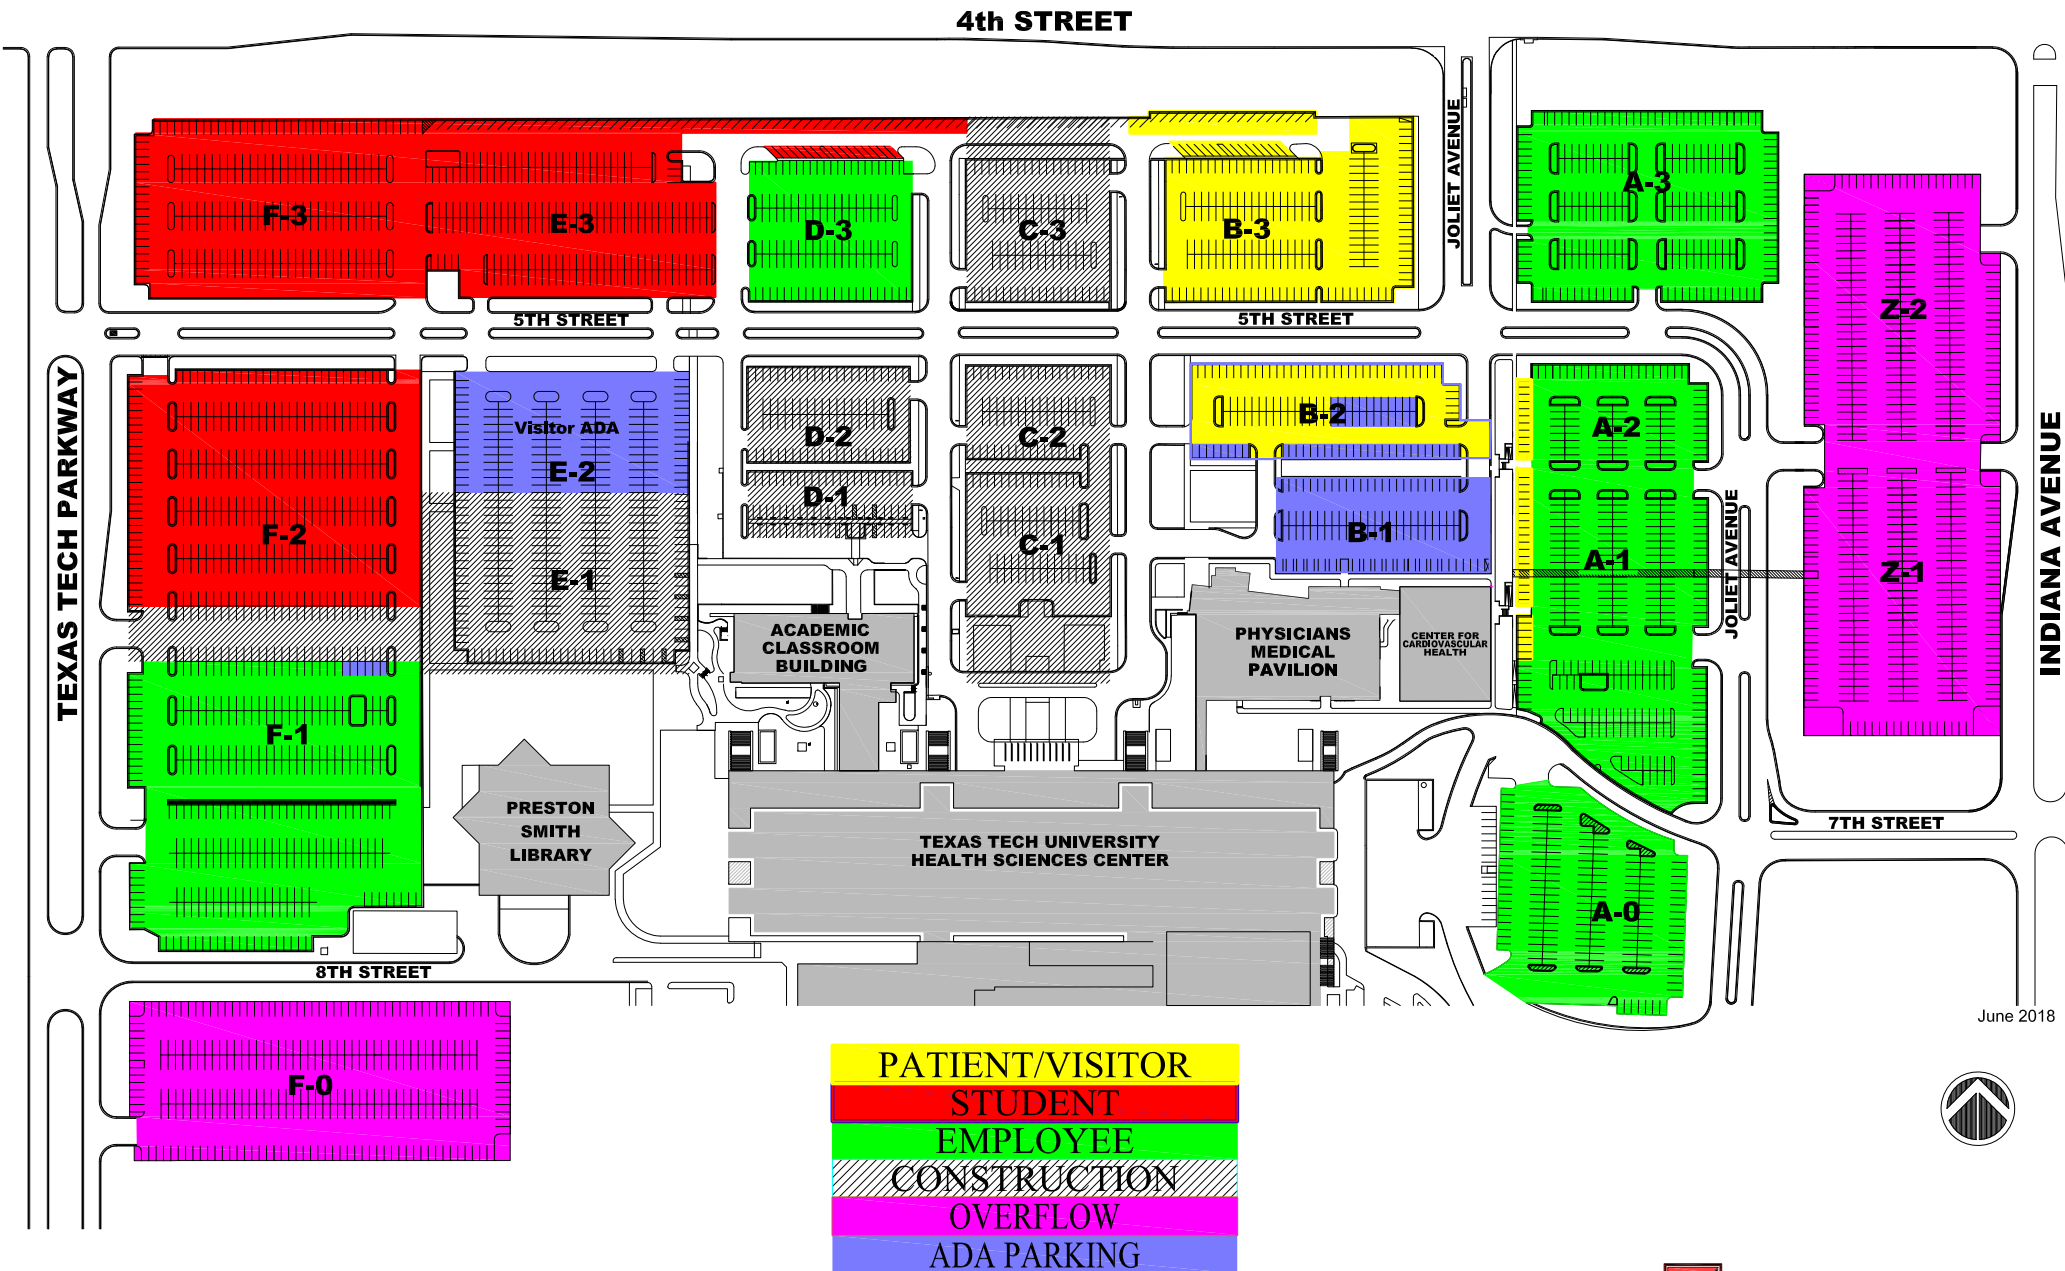 4th STREET
JOLIET AVENUE
F-3
E-3
D-3
C-3
B-3
A-3
Z-2
5TH STREET
5TH STREET
TEXAS TECH PARKWAY
INDIANA AVENUE
Visitor ADA
E-2
D-2
C-2
B-2
A-2
D-1
F-2
E-1
C-1
B-1
A-1
Z-1
JOLIET AVENUE
ACADEMIC
CLASSROOM
BUILDING
PHYSICIANS
MEDICAL
PAVILION
CENTER FOR
CARDIOVASCULAR
HEALTH
F-1
PRESTON
SMITH
LIBRARY
TEXAS TECH UNIVERSITY
HEALTH SCIENCES CENTER
7TH STREET
A-0
8TH STREET
June 2018
F-0
PATIENT/VISITOR
STUDENT
EMPLOYEE
CONSTRUCTION
OVERFLOW
ADA PARKING